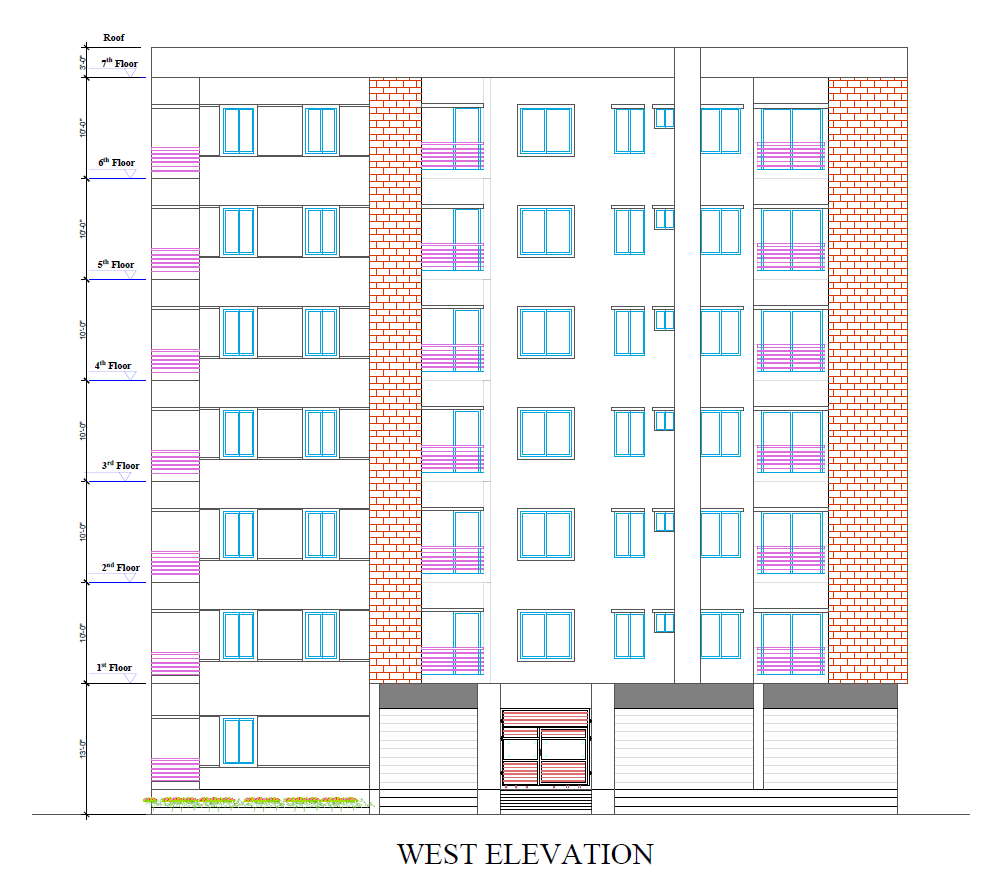 Roof
3'-0"
7th Floor
10'-0"
6th Floor
10'-0"
5th Floor
10'-0"
4th Floor
10'-0"
3rd Floor
10'-0"
2nd Floor
10'-0"
1st Floor
13'-0"
WEST ELEVATION